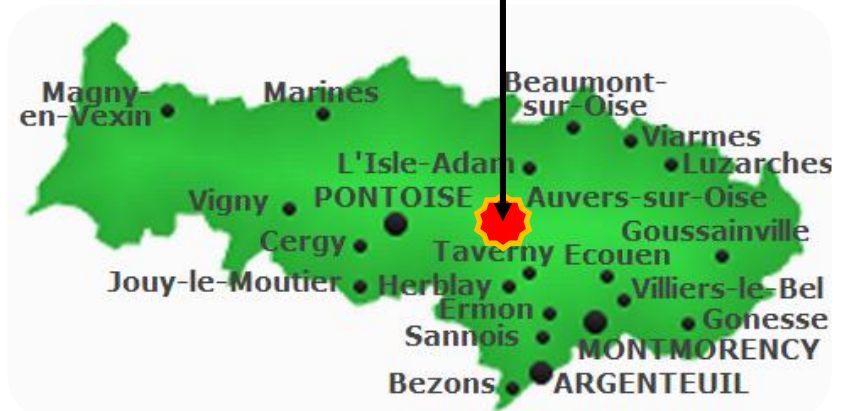 Magny-
en-Vexin
Marines
Beaumont-
sur-Oise
Viarmes
L'Isle-Adam
Luzarches
Vigny
PONTOISE
Auvers-sur-Oise
Cergy
Goussainville
Taverny
Ecouen
Jouy-le-Moutier
Herblay
Villiers-le-Bel
Ermon
Gonesse
Sannois
MONTMORENCY
Bezons
ARGENTEUIL